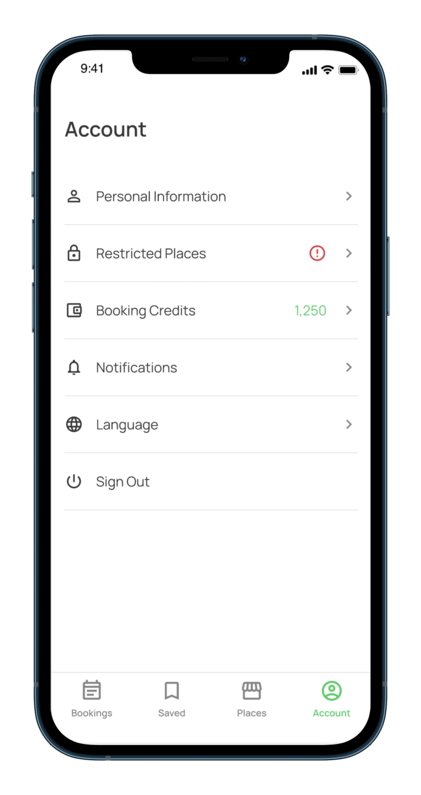 9:41
Account
Personal Information
Restricted Places
Booking Credits 1,250
Notifications
Language
Sign Out
Bookings Saved Places Account